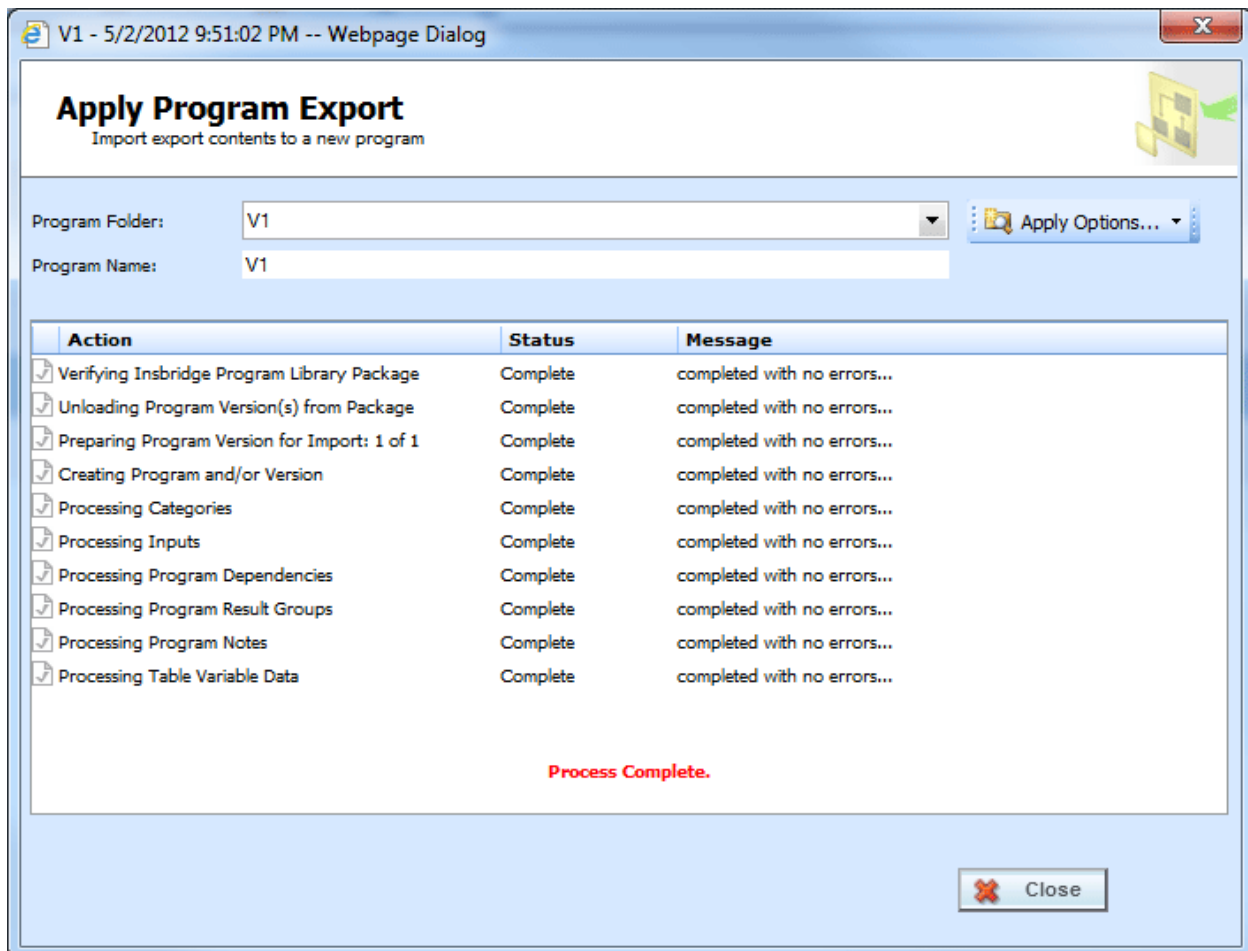 V1 - 5/2/2012 9:51:02 PM -- Webpage Dialog
Apply Program Export
Import export contents to a new program
Program Folder: V1 Apply Options...
Program Name: V1
Action Status Message
Verifying Insbridge Program Library Package Complete completed with no errors...
Unloading Program Version(s) from Package Complete completed with no errors...
Preparing Program Version for Import: 1 of 1 Complete completed with no errors...
Creating Program and/or Version Complete completed with no errors...
Processing Categories Complete completed with no errors...
Processing Inputs Complete completed with no errors...
Processing Program Dependencies Complete completed with no errors...
Processing Program Result Groups Complete completed with no errors...
Processing Program Notes Complete completed with no errors...
Processing Table Variable Data Complete completed with no errors...
Process Complete.
Close